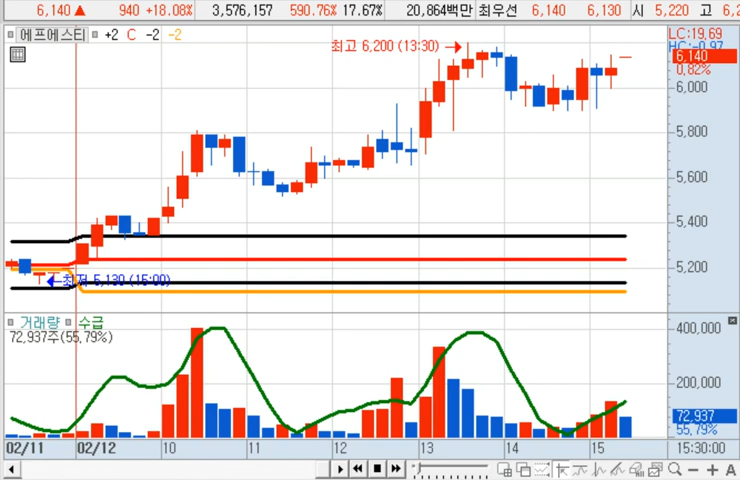 6,140 ▲ 940 +18.08% 3,576,157 590.76% 17.67% 20,864백만 최우선 6,140 6,130 시 5,220 고
에프에스티 +2 C -2 -2
최고 6,200 (13:30)
LC:19.69
HC:-0.97
6,140
0.82%
6,000
5,800
5,600
5,400
5,200
최저 5,130 (15:00)
거래량 수급
72,937주(55,79%)
400,000
200,000
72,937
55,79%
02/11 02/12 10 11 12 13 14 15 15:30:00